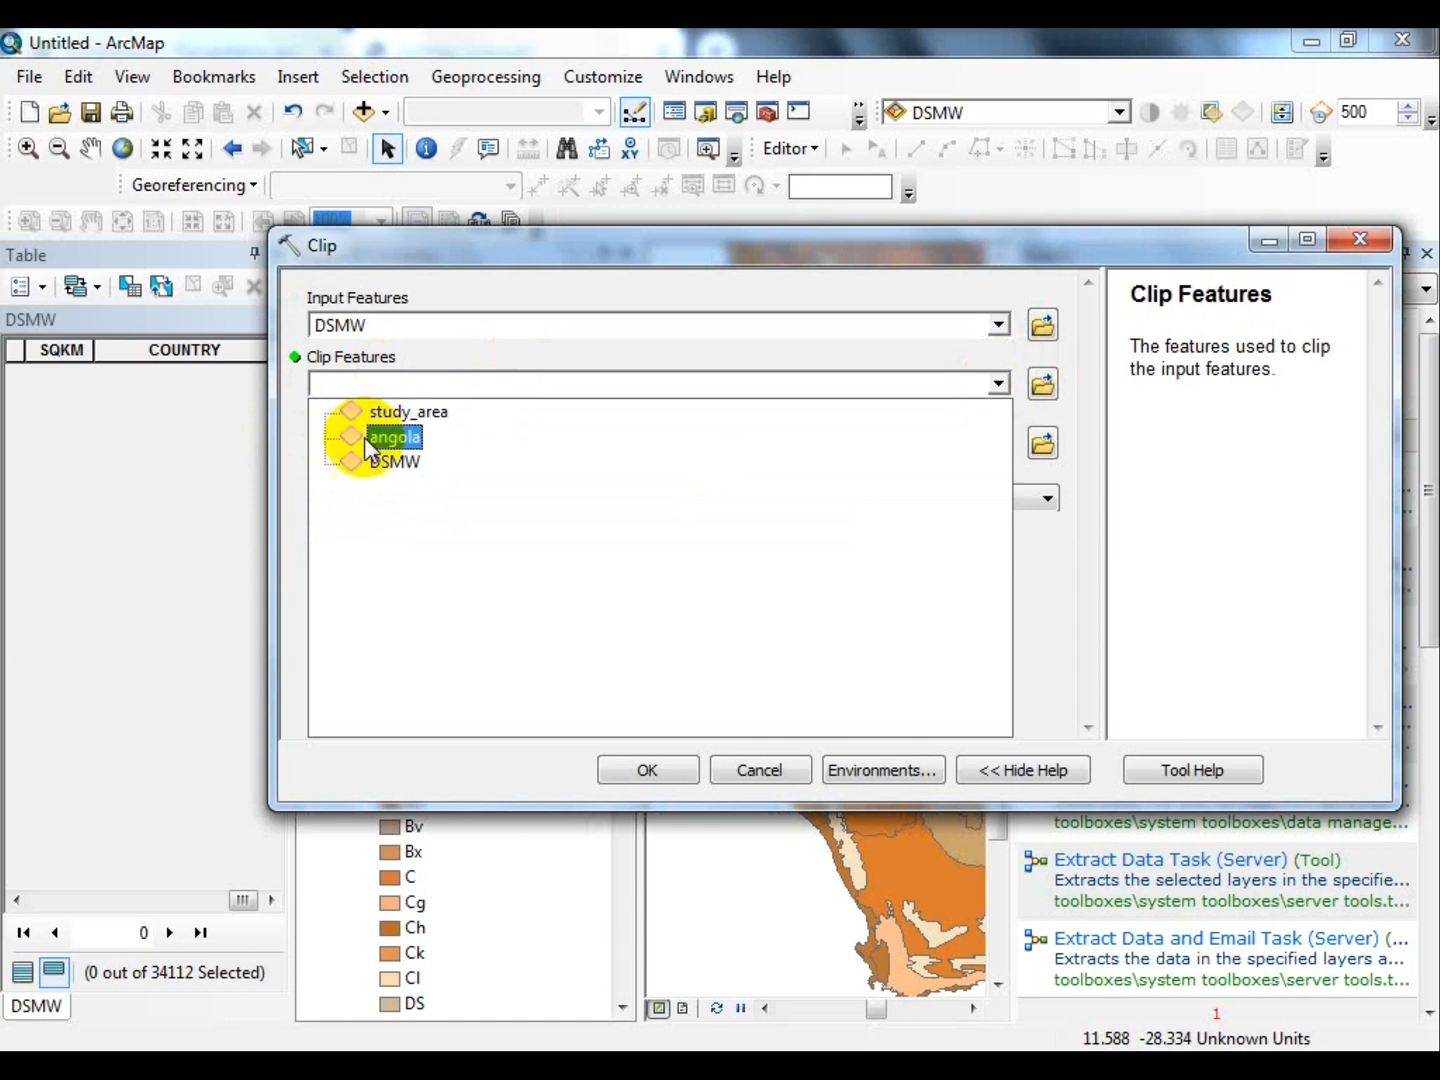 Untitled - ArcMap
File Edit View Bookmarks Insert Selection Geoprocessing Customize Windows Help
DSMW
500
Editor
Georeferencing
100%
Table
DSMW
SQKM COUNTRY
Clip
Input Features
DSMW
Clip Features
study_area
angola
DSMW
OK Cancel Environments... << Hide Help Tool Help
Clip Features
The features used to clip
the input features.
Bv
Bx
C
Cg
Ch
Ck
Cl
DS
0
(0 out of 34112 Selected)
DSMW
toolboxes\system toolboxes\data manage...
Extract Data Task (Server) (Tool)
Extracts the selected layers in the specifie...
toolboxes\system toolboxes\server tools.t...
Extract Data and Email Task (Server) (...
Extracts the data in the specified layers a...
toolboxes\system toolboxes\server tools.t...
1
11.588 -28.334 Unknown Units